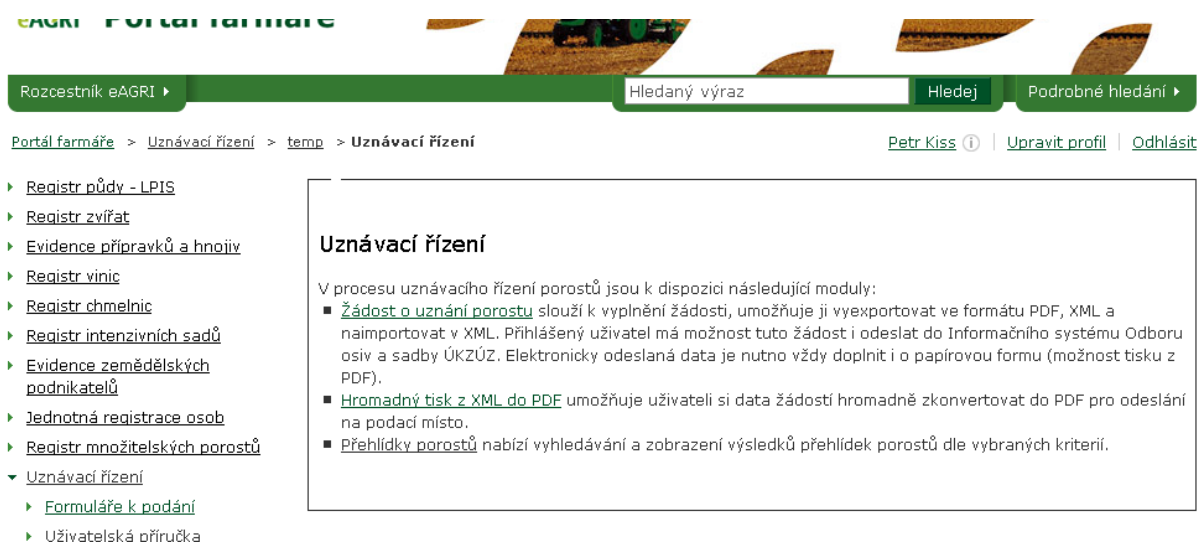 eAGRI Portál farmáře
Rozcestník eAGRI
Hledaný výraz
Hledej
Podrobné hledání
Portál farmáře > Uznávací řízení > temp > Uznávací řízení
Petr Kiss i | Upravit profil | Odhlásit
Registr půdy - LPIS
Registr zvířat
Evidence přípravků a hnojiv
Registr vinic
Registr chmelnic
Registr intenzivních sadů
Evidence zemědělských
podnikatelů
Jednotná registrace osob
Registr množitelských porostů
Uznávací řízení
Formuláře k podání
Uživatelská příručka
Uznávací řízení
V procesu uznávacího řízení porostů jsou k dispozici následující moduly:
Žádost o uznání porostu slouží k vyplnění žádosti, umožňuje ji vyexportovat ve formátu PDF, XML a
naimportovat v XML. Přihlášený uživatel má možnost tuto žádost i odeslat do Informačního systému Odboru
osiv a sadby ÚKZÚZ. Elektronicky odeslaná data je nutno vždy doplnit i o papírovou formu (možnost tisku z
PDF).
Hromadný tisk z XML do PDF umožňuje uživateli si data žádostí hromadně zkonvertovat do PDF pro odeslání
na podací místo.
Přehlídky porostů nabízí vyhledávání a zobrazení výsledků přehlídek porostů dle vybraných kriterií.